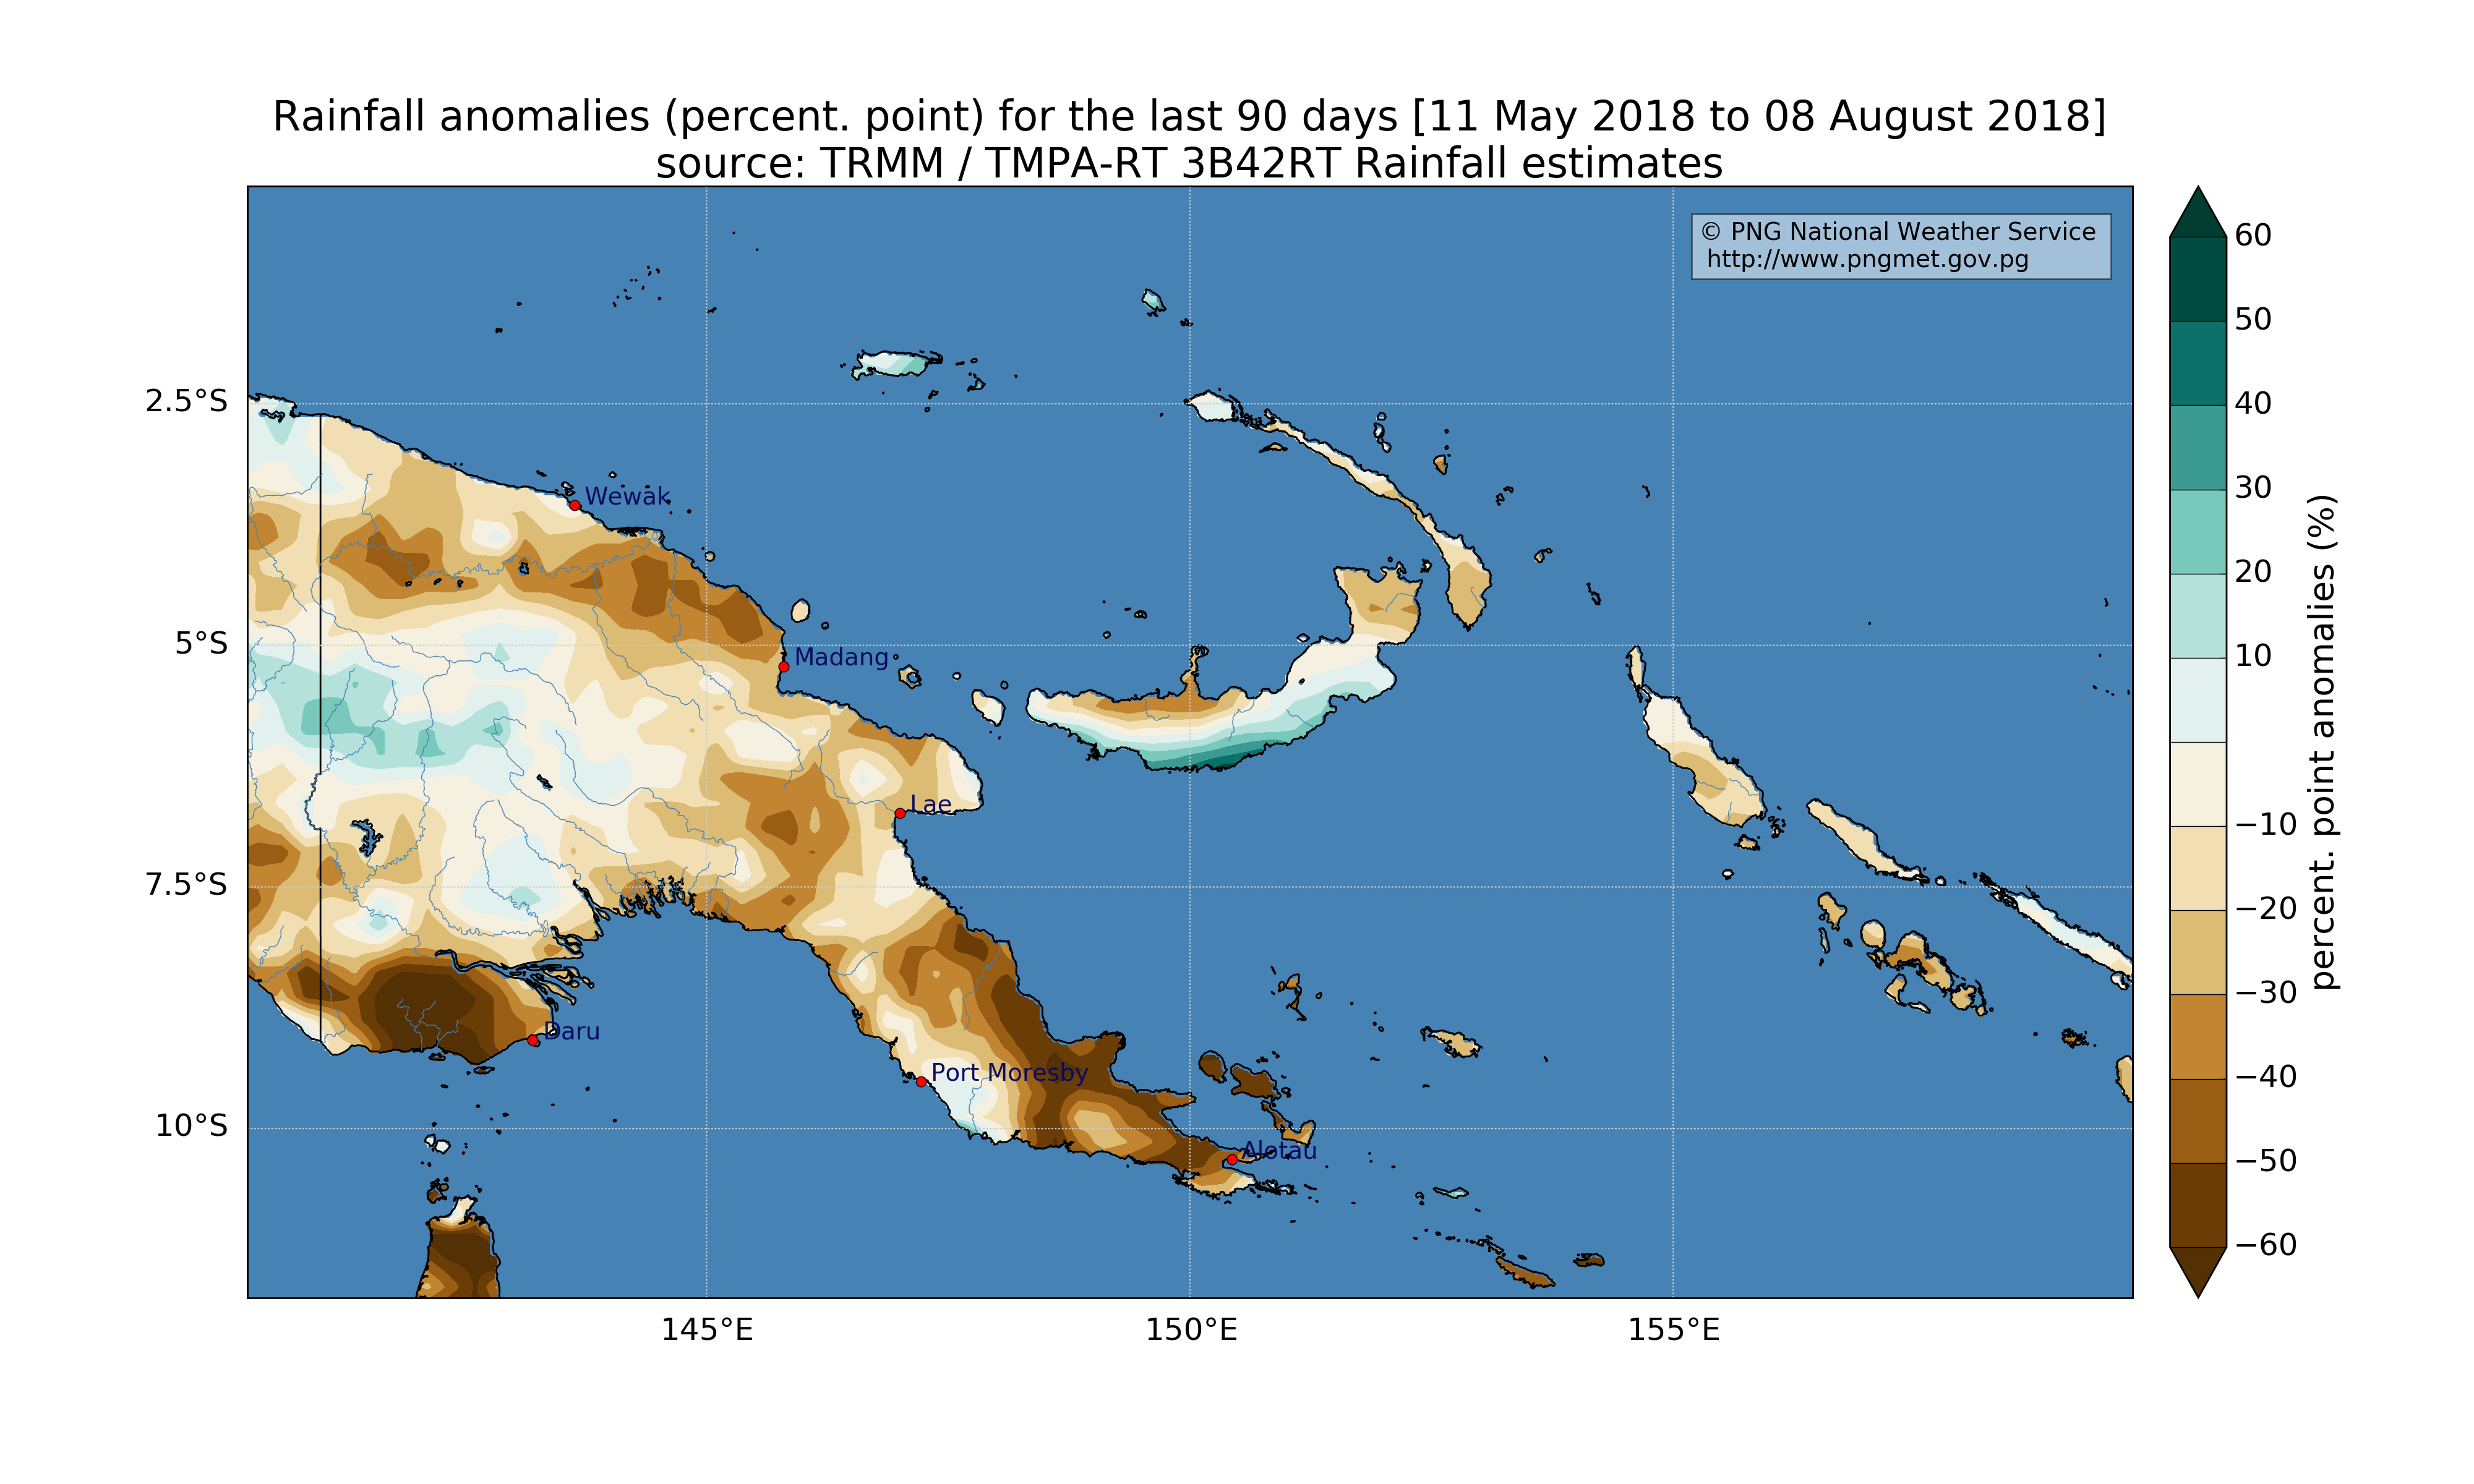 Rainfall anomalies (percent. point) for the last 90 days [11 May 2018 to 08 August 2018]
source: TRMM / TMPA-RT 3B42RT Rainfall estimates
© PNG National Weather Service
http://www.pngmet.gov.pg
2.5°S
5°S
7.5°S
10°S
Wewak
Madang
Lae
Daru
Port Moresby
Alotau
145°E
150°E
155°E
60
50
40
30
20
10
−10
−20
−30
−40
−50
−60
percent. point anomalies (%)